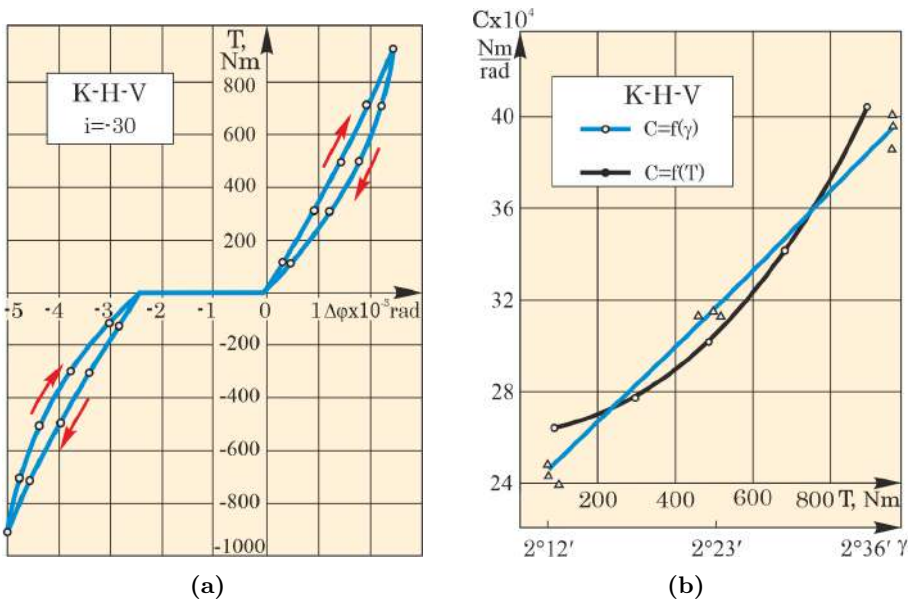 T,
Nm
800
600
400
200
K-H-V
i=-30
-5
-4
-3
-2
-1
0
1
Δφx10⁻³rad
-200
-400
-600
-800
-1000
(a)
Cx10⁴
Nm
rad
40
36
32
28
24
K-H-V
C=f(γ)
C=f(T)
200
400
600
800
T, Nm
2°12′
2°23′
2°36′ γ
(b)